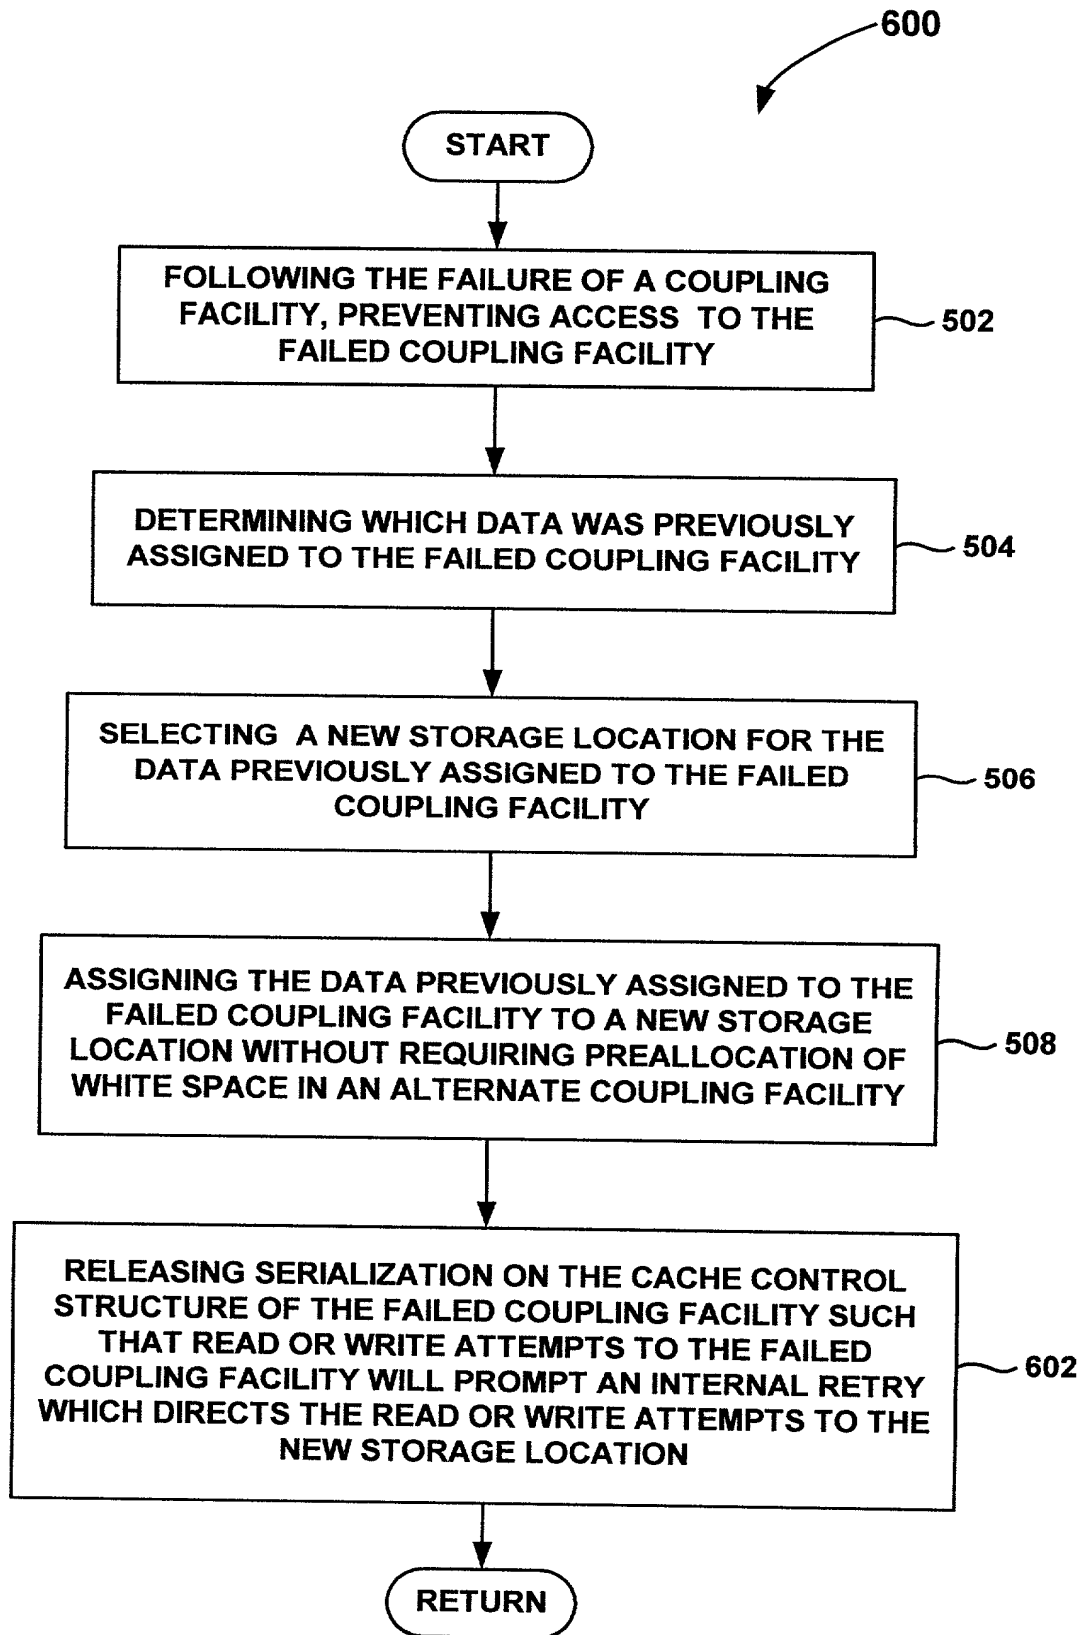 600
START
FOLLOWING THE FAILURE OF A COUPLING
FACILITY, PREVENTING ACCESS TO THE
FAILED COUPLING FACILITY
502
DETERMINING WHICH DATA WAS PREVIOUSLY
ASSIGNED TO THE FAILED COUPLING FACILITY
504
SELECTING A NEW STORAGE LOCATION FOR THE
DATA PREVIOUSLY ASSIGNED TO THE FAILED
COUPLING FACILITY
506
ASSIGNING THE DATA PREVIOUSLY ASSIGNED TO THE
FAILED COUPLING FACILITY TO A NEW STORAGE
LOCATION WITHOUT REQUIRING PREALLOCATION OF
WHITE SPACE IN AN ALTERNATE COUPLING FACILITY
508
RELEASING SERIALIZATION ON THE CACHE CONTROL
STRUCTURE OF THE FAILED COUPLING FACILITY SUCH
THAT READ OR WRITE ATTEMPTS TO THE FAILED
COUPLING FACILITY WILL PROMPT AN INTERNAL RETRY
WHICH DIRECTS THE READ OR WRITE ATTEMPTS TO THE
NEW STORAGE LOCATION
602
RETURN